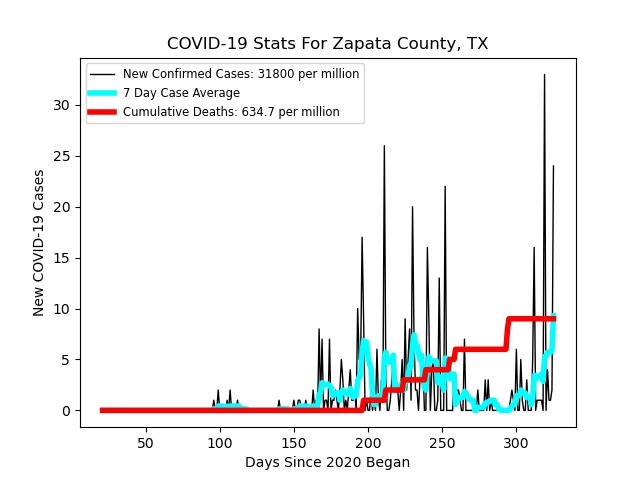 COVID-19 Stats For Zapata County, TX
New Confirmed Cases: 31800 per million
7 Day Case Average
Cumulative Deaths: 634.7 per million
New COVID-19 Cases
30
25
20
15
10
5
0
50 100 150 200 250 300
Days Since 2020 Began